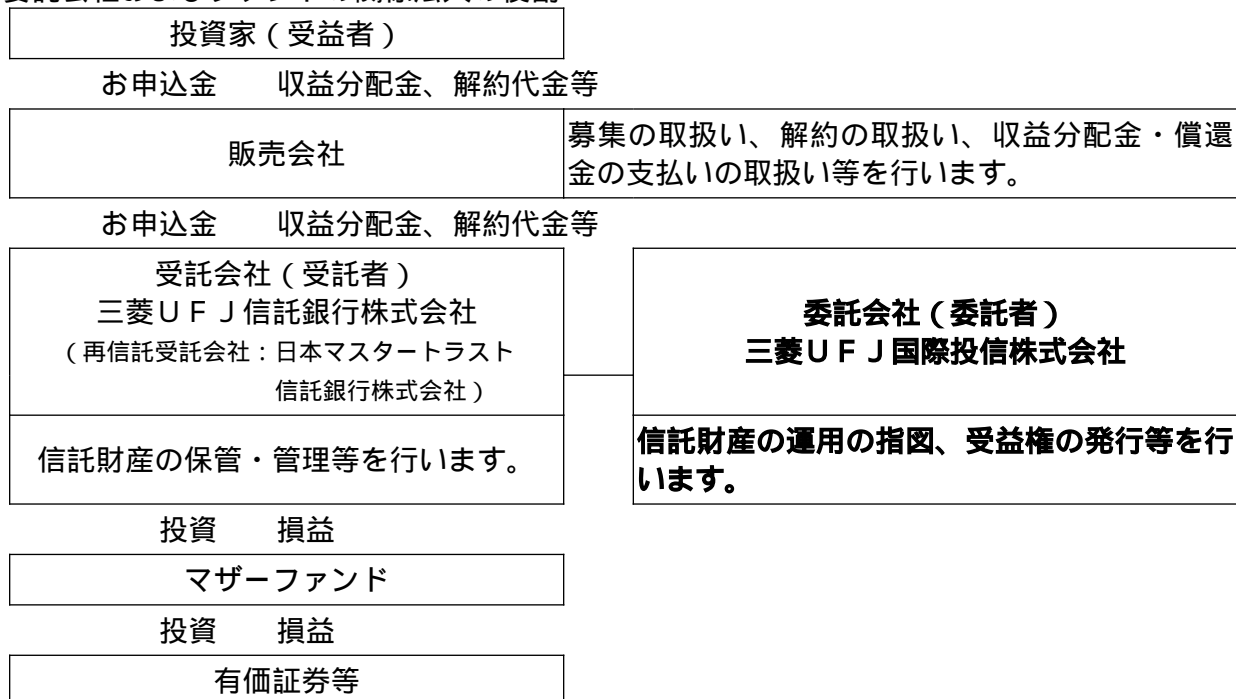 投資家（受益者）
お申込金　　収益分配金、解約代金等
販売会社
募集の取扱い、解約の取扱い、収益分配金・償還
金の支払いの取扱い等を行います。
お申込金　　収益分配金、解約代金等
受託会社（受託者）
三菱ＵＦＪ信託銀行株式会社
（再信託受託会社：日本マスタートラスト
信託銀行株式会社）
委託会社（委託者）
三菱ＵＦＪ国際投信株式会社
信託財産の保管・管理等を行います。
信託財産の運用の指図、受益権の発行等を行
います。
投資　　損益
マザーファンド
投資　　損益
有価証券等